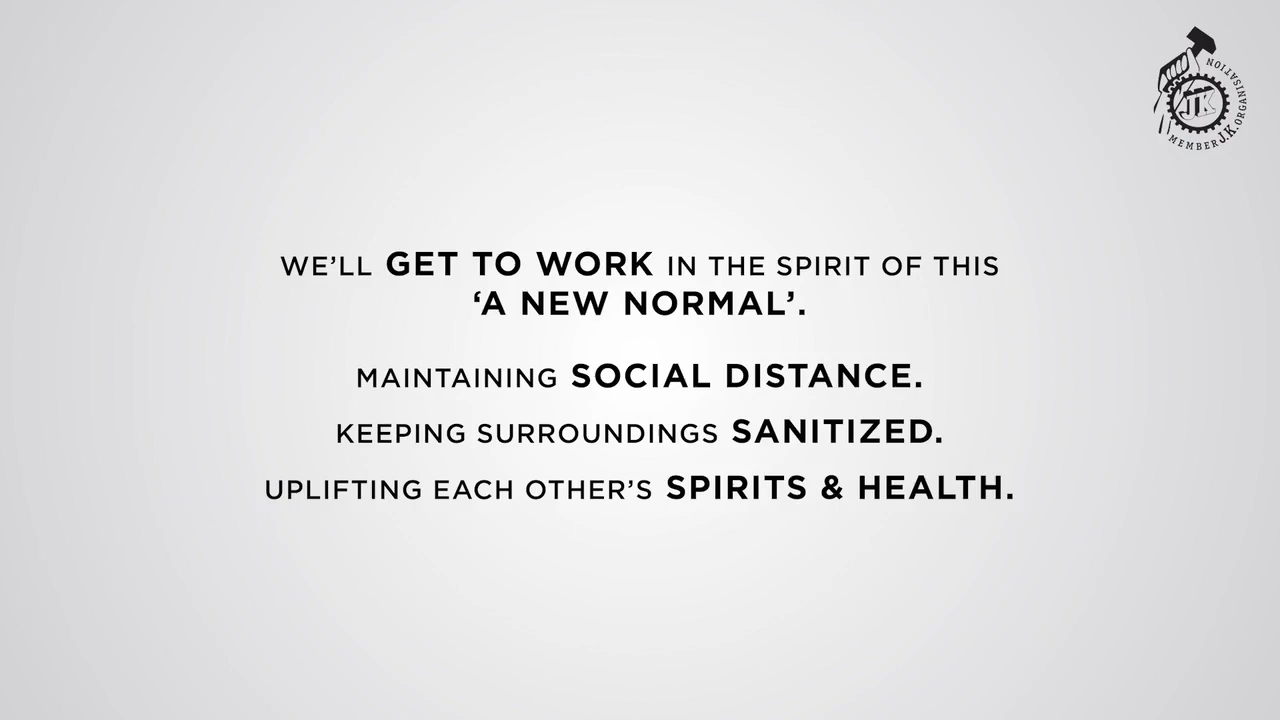 WE'LL GET TO WORK IN THE SPIRIT OF THIS
‘A NEW NORMAL’.
MAINTAINING SOCIAL DISTANCE.
KEEPING SURROUNDINGS SANITIZED.
UPLIFTING EACH OTHER’S SPIRITS & HEALTH.
JK
MEMBER J.K. ORGANISATION